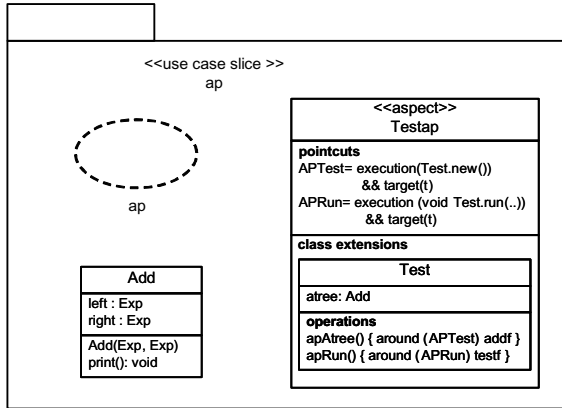 <<use case slice >>
ap
ap
Add
left : Exp
right : Exp
Add(Exp, Exp)
print(): void
<<aspect>>
Testap
pointcuts
APTest= execution(Test.new())
&& target(t)
APRun= execution (void Test.run(..))
&& target(t)
class extensions
Test
atree: Add
operations
apAtree() { around (APTest) addf }
apRun() { around (APRun) testf }